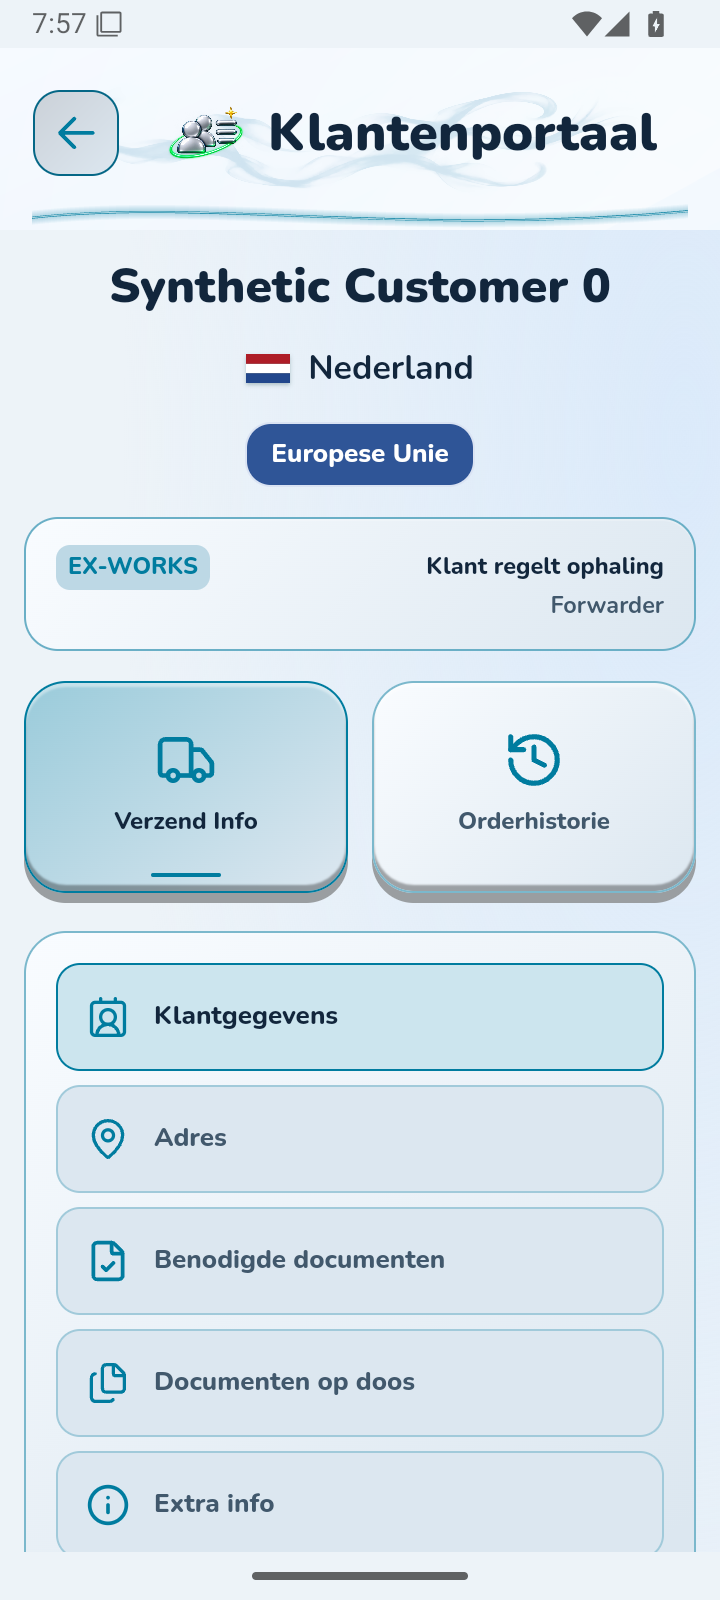 7:57
Klantenportaal
Synthetic Customer 0
Nederland
Europese Unie
EX-WORKS
Klant regelt ophaling
Forwarder
Verzend Info
Orderhistorie
Klantgegevens
Adres
Benodigde documenten
Documenten op doos
Extra info